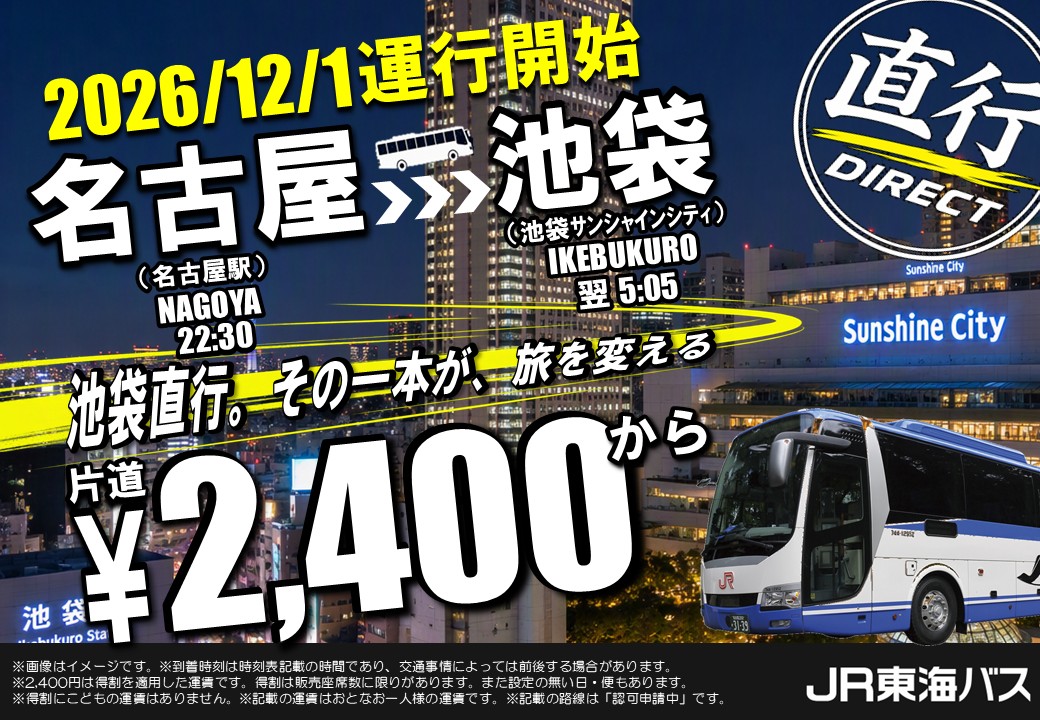 2026/12/1運行開始
直行
DIRECT
名古屋
池袋
(名古屋駅)
NAGOYA
22:30
(池袋サンシャインシティ)
IKEBUKURO
翌 5:05
Sunshine City
Sunshine City
池袋直行。その一本が、旅を変える
片道
¥2,400から
池袋
Ikebukuro Sta
JR
744-12952
31-39
※画像はイメージです。※到着時刻は時刻表記載の時間であり、交通事情によっては前後する場合があります。
※2,400円は得割を適用した運賃です。得割は販売座席数に限りがあります。また設定の無い日・便もあります。
※得割にこどもの運賃はありません。※記載の運賃はおとなお一人様の運賃です。※記載の路線は「認可申請中」です。
JR東海バス